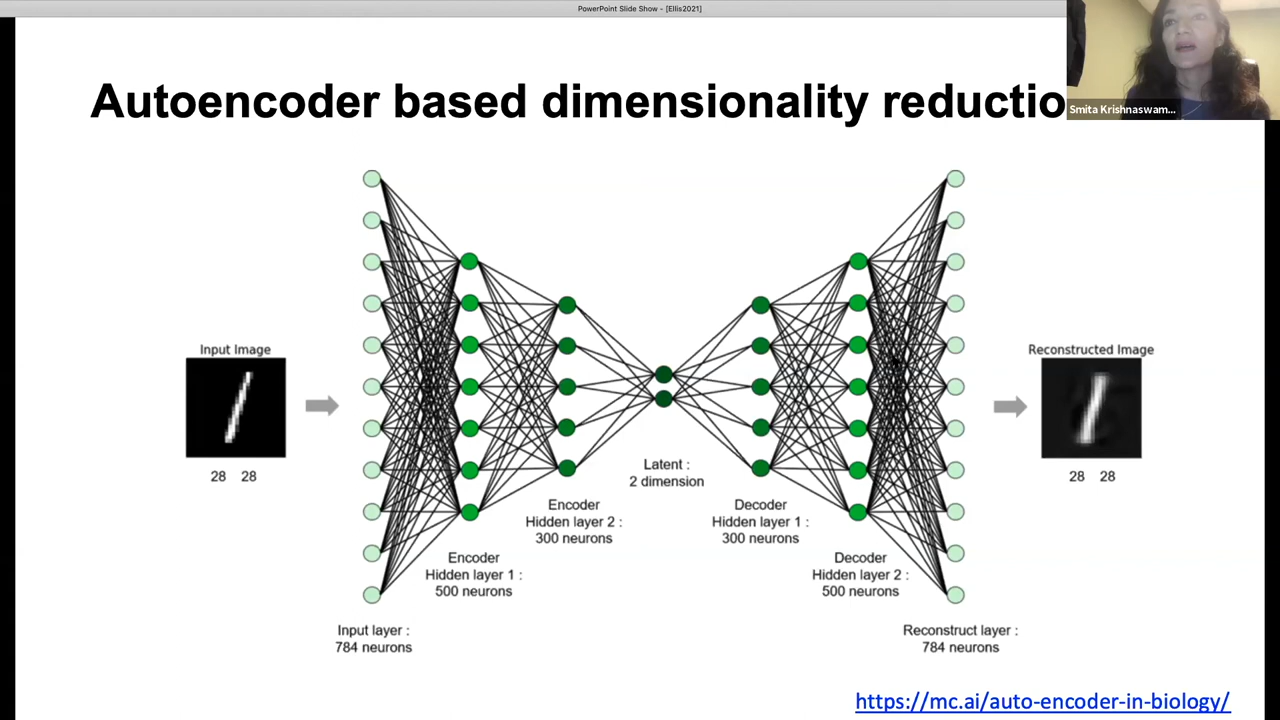 PowerPoint Slide Show - [Ellis2021]
Autoencoder based dimensionality reductio
Smita Krishnaswam...
Input Image
28 28
Input layer :
784 neurons
Encoder
Hidden layer 1 :
500 neurons
Encoder
Hidden layer 2 :
300 neurons
Latent :
2 dimension
Decoder
Hidden layer 1 :
300 neurons
Decoder
Hidden layer 2 :
500 neurons
Reconstruct layer :
784 neurons
Reconstructed Image
28 28
https://mc.ai/auto-encoder-in-biology/